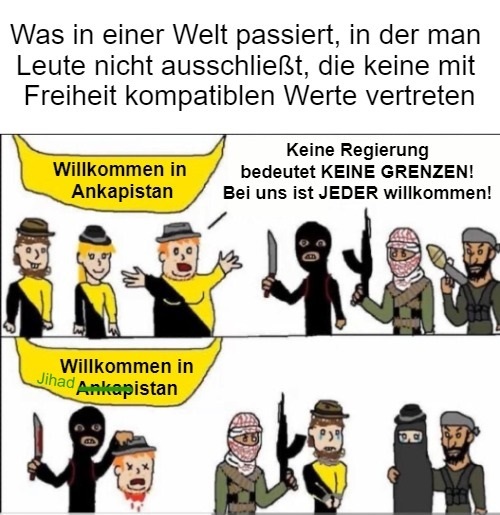 Was in einer Welt passiert, in der man
Leute nicht ausschließt, die keine mit
Freiheit kompatiblen Werte vertreten
Willkommen in
Ankapistan
Keine Regierung
bedeutet KEINE GRENZEN!
Bei uns ist JEDER willkommen!
Willkommen in
Jihad Ankapistan